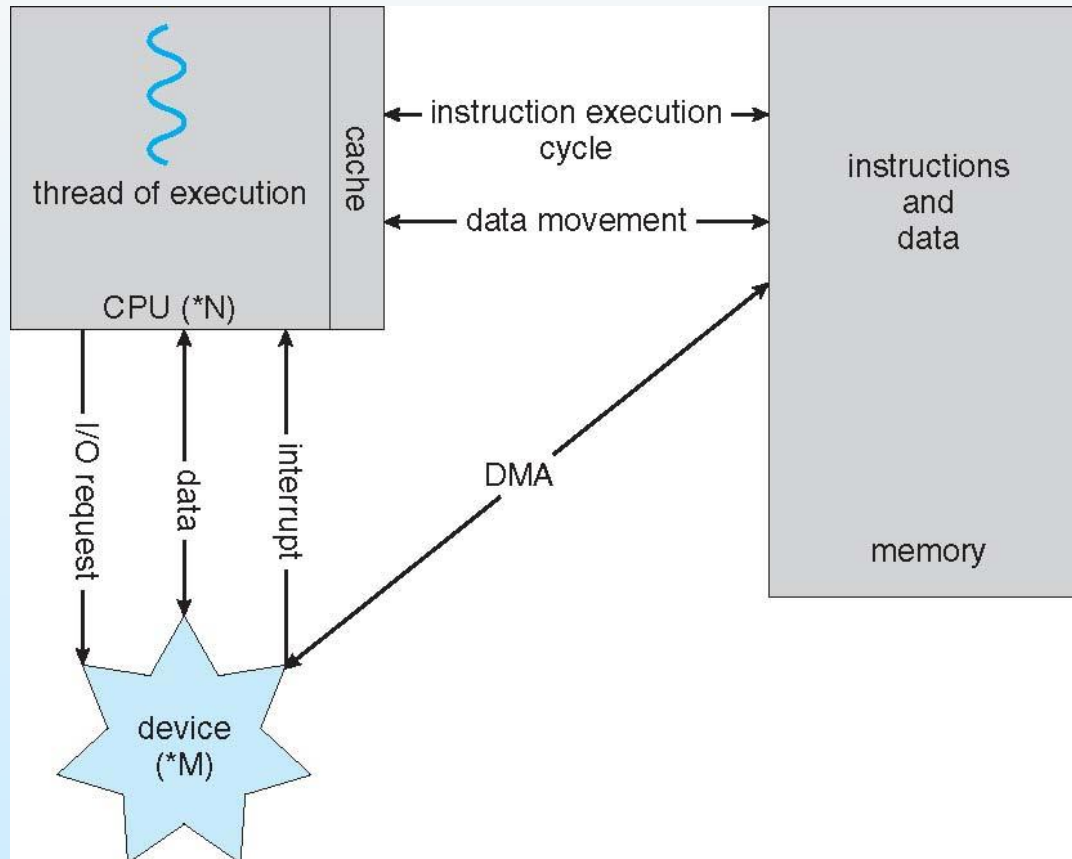 thread of execution
cache
CPU (*N)
instruction execution
cycle
data movement
instructions
and
data
memory
I/O request
data
interrupt
DMA
device
(*M)